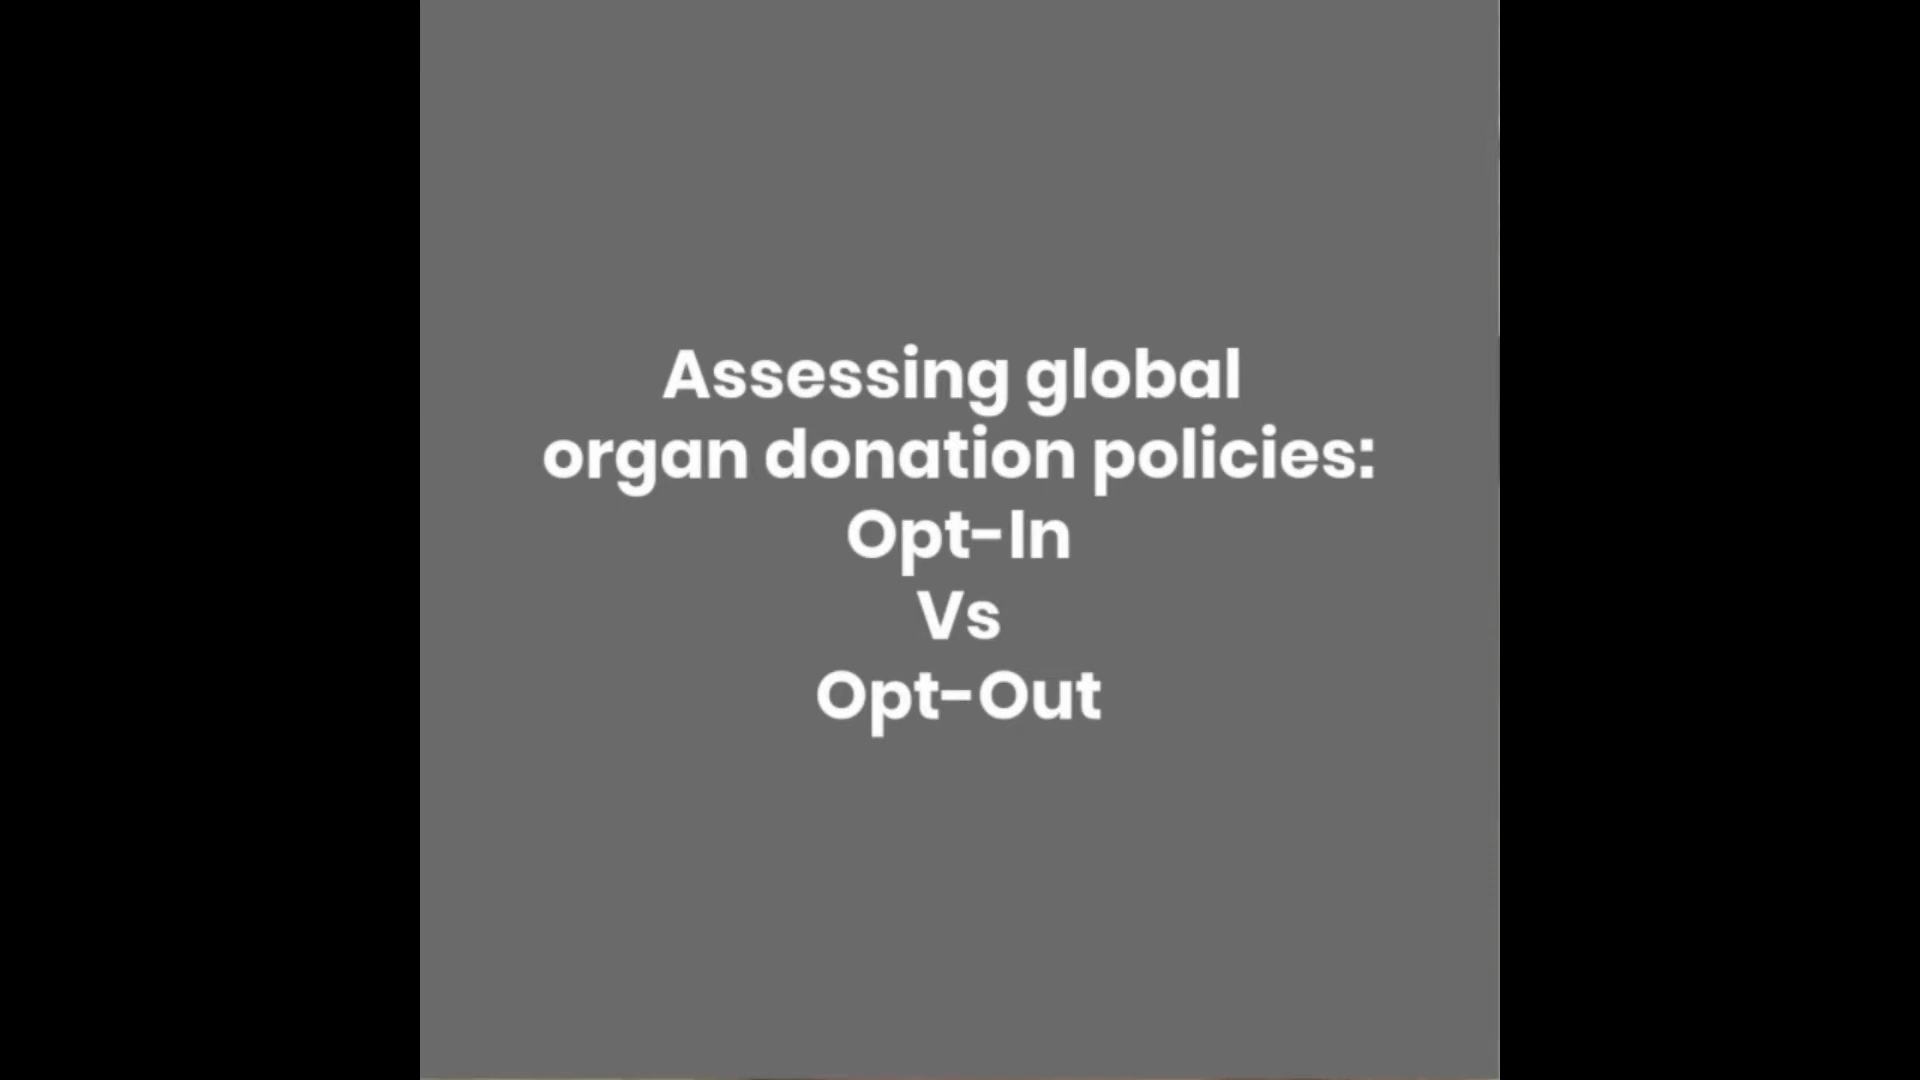 Assessing global
organ donation policies:
Opt-In
Vs
Opt-Out